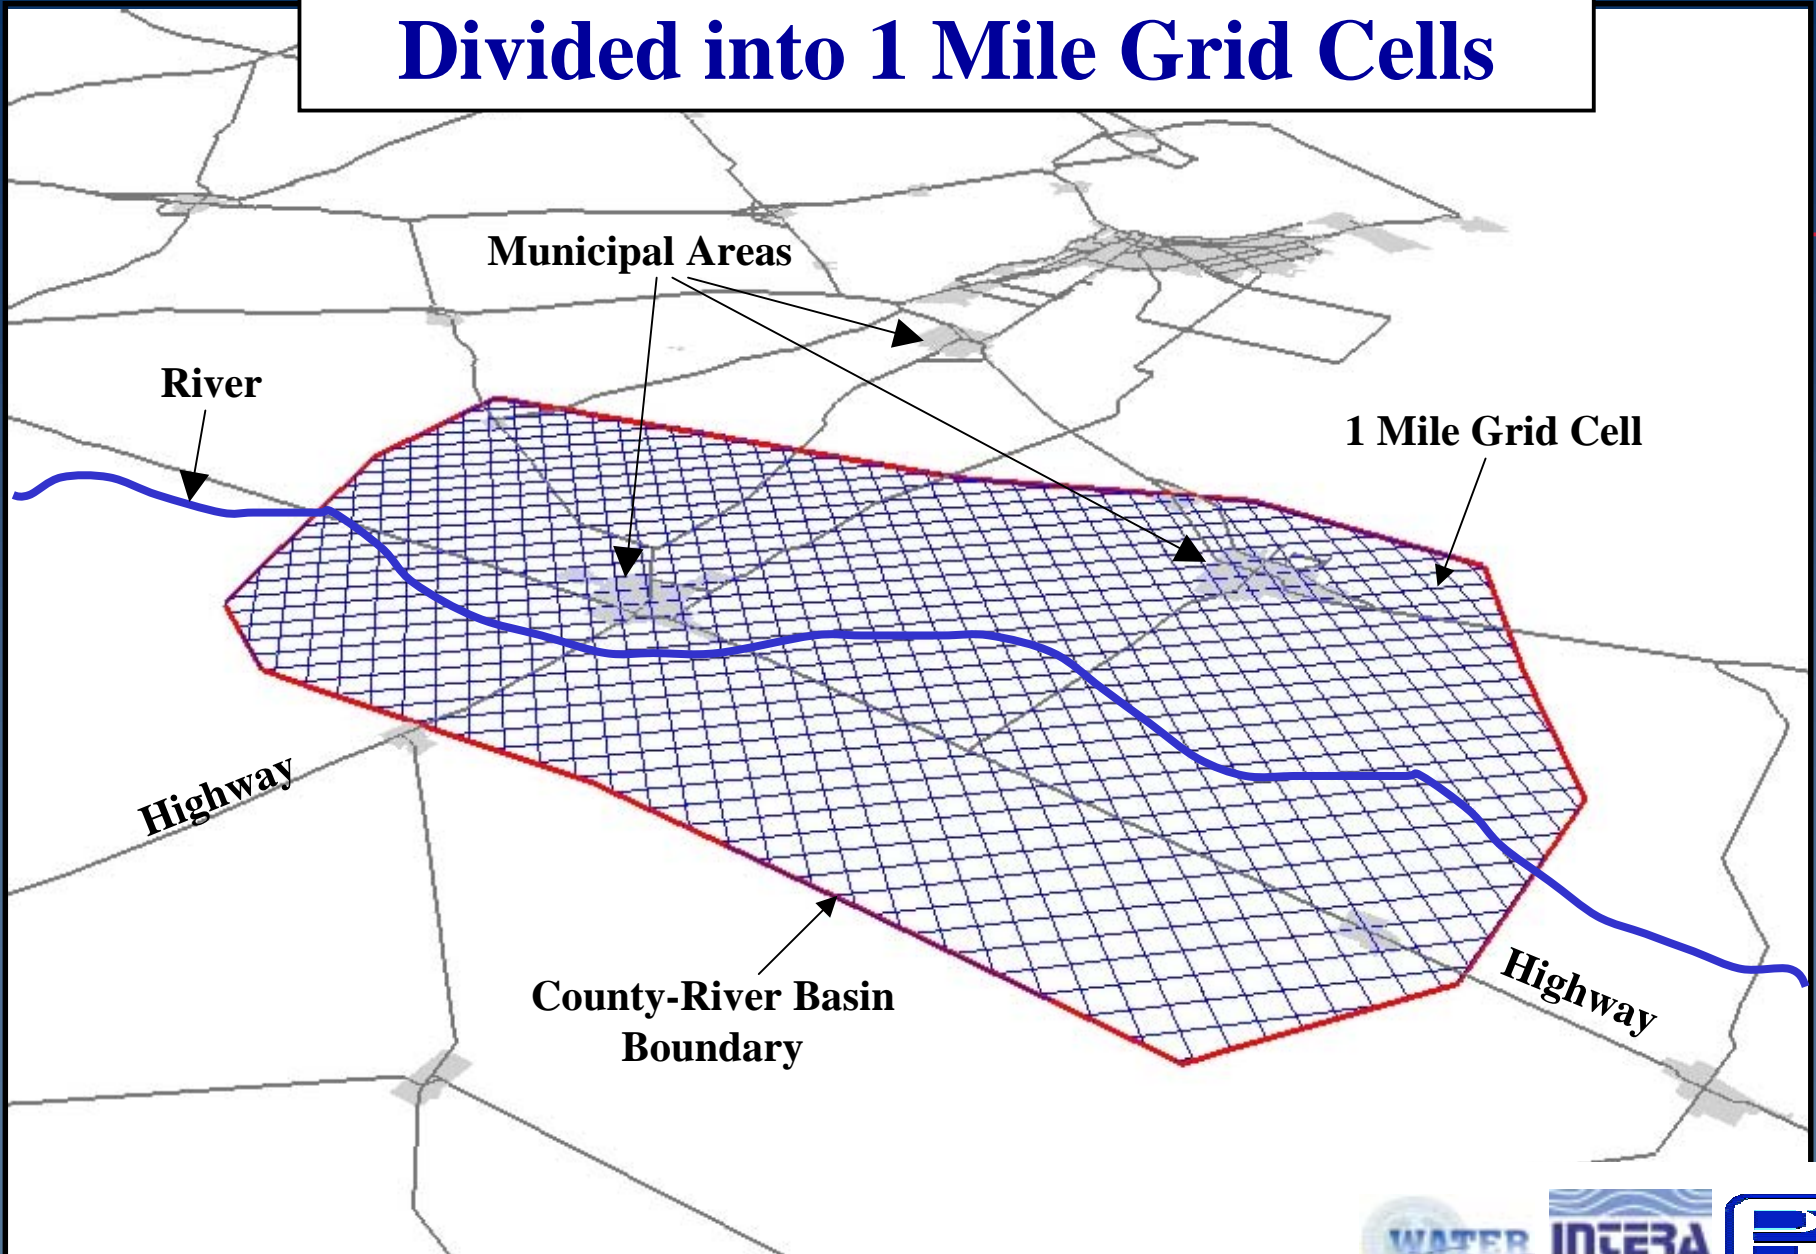 Divided into 1 Mile Grid Cells
Municipal Areas
River
1 Mile Grid Cell
Highway
County-River Basin
Boundary
Highway
WATER
INTERA